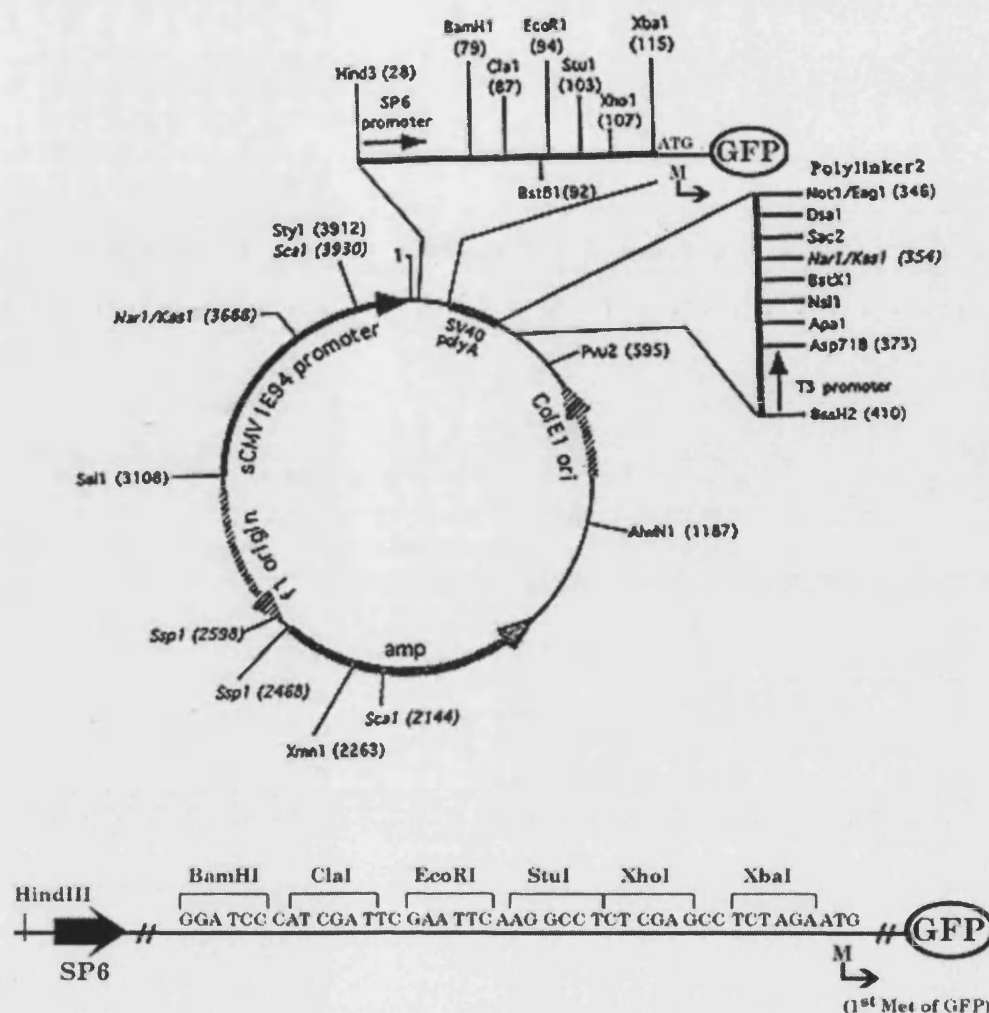 BamH1 EcoR1 Xba1
(79) (94) (115)
Hind3 (28) Cla1 Stu1
(87) (103) Xho1
(107)
SP6
promoter
ATG GFP
BstB1(92) M
Polylinker2
Not1/Eag1 (346)
Dsa1
Sac2
Nar1/Kas1 (354)
BstX1
Nsi1
Apa1
Asp718 (373)
T3 promoter
BssH2 (410)
Sty1 (3912)
Sca1 (3930)
1
Nar1/Kas1 (3668)
sCMV 1E94 promoter
SV40
polyA
Pvu2 (595)
ColE1 ori
Sal1 (3108)
AlwN1 (1187)
f1 origin
Ssp1 (2598)
amp
Ssp1 (2468)
Sca1 (2144)
Xmn1 (2263)
BamHI ClaI EcoRI StuI XhoI XbaI
HindIII
GGA TCC CAT CGA TTC GAA TTC AAG GCC TCT CGA GCC TCT AGA ATG
GFP
SP6
M
(1st Met of GFP)